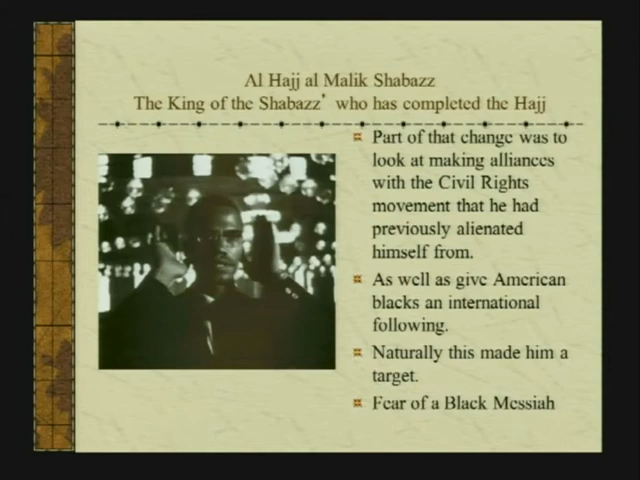 Al Hajj al Malik Shabazz
The King of the Shabazz’ who has completed the Hajj
Part of that change was to
look at making alliances
with the Civil Rights
movement that he had
previously alienated
himself from.
As well as give American
blacks an international
following.
Naturally this made him a
target.
Fear of a Black Messiah